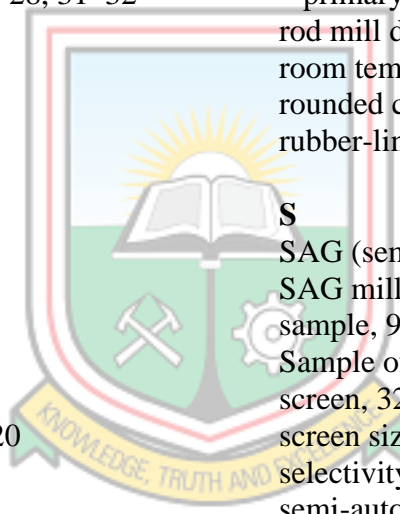 28, 31–32
primary
rod mill d
room tem
rounded c
rubber-lin
S
SAG (sem
SAG mill
sample, 9
Sample o
screen, 32
20
screen siz
selectivity
semi-auto
KNOWLEDGE, TRUTH AND EXCELLENCE